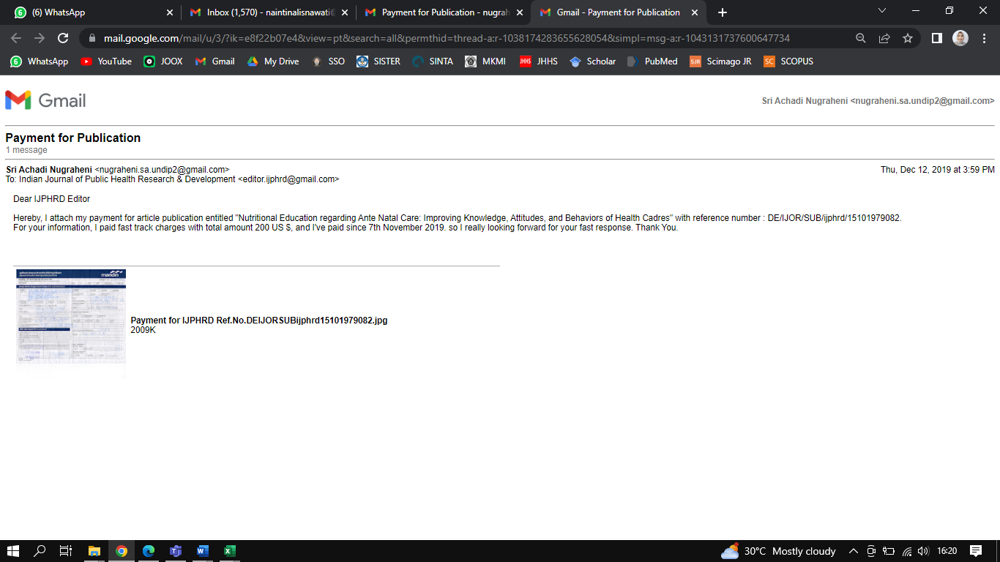 (6) WhatsApp
Inbox (1,570) - naintinalisnawati@
Payment for Publication - nugrah
Gmail - Payment for Publication
mail.google.com/mail/u/3/?ik=e8f22b07e4&view=pt&search=all&permthid=thread-a:r-1038174283655628054&simpl=msg-a:r-1043131737600647734
WhatsApp YouTube JOOX Gmail My Drive SSO SISTER SINTA MKMI JHHS Scholar PubMed Scimago JR SCOPUS
Gmail
Sri Achadi Nugraheni <nugraheni.sa.undip2@gmail.com>
Payment for Publication
1 message
Sri Achadi Nugraheni <nugraheni.sa.undip2@gmail.com> Thu, Dec 12, 2019 at 3:59 PM
To: Indian Journal of Public Health Research & Development <editor.ijphrd@gmail.com>
Dear IJPHRD Editor
Hereby, I attach my payment for article publication entitled "Nutritional Education regarding Ante Natal Care: Improving Knowledge, Attitudes, and Behaviors of Health Cadres" with reference number : DE/IJOR/SUB/ijphrd/15101979082.
For your information, I paid fast track charges with total amount 200 US $, and I've paid since 7th November 2019. so I really looking forward for your fast response. Thank You.
mandiri
Payment for IJPHRD Ref.No.DEIJORSUBijphrd15101979082.jpg
2009K
30°C Mostly cloudy
16:20